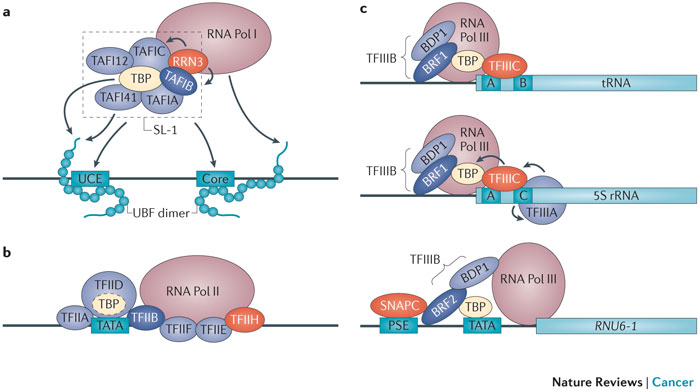 a
RNA Pol I
TAFIC
RRN3
TAFI12
TBP
TAFIB
TAFI41
TAFIA
SL-1
UCE
Core
UBF dimer
b
TFIID
TBP
RNA Pol II
TFIIA
TATA
TFIIB
TFIIF
TFIIE
TFIIH
c
RNA
Pol III
BDP1
TFIIIB
BRF1
TBP
TFIIIC
A
B
tRNA
RNA
Pol III
BDP1
TFIIIB
BRF1
TBP
TFIIIC
A
C
5S rRNA
TFIIIA
TFIIIB
BDP1
RNA Pol III
SNAPC
BRF2
TBP
PSE
TATA
RNU6-1
Nature Reviews | Cancer